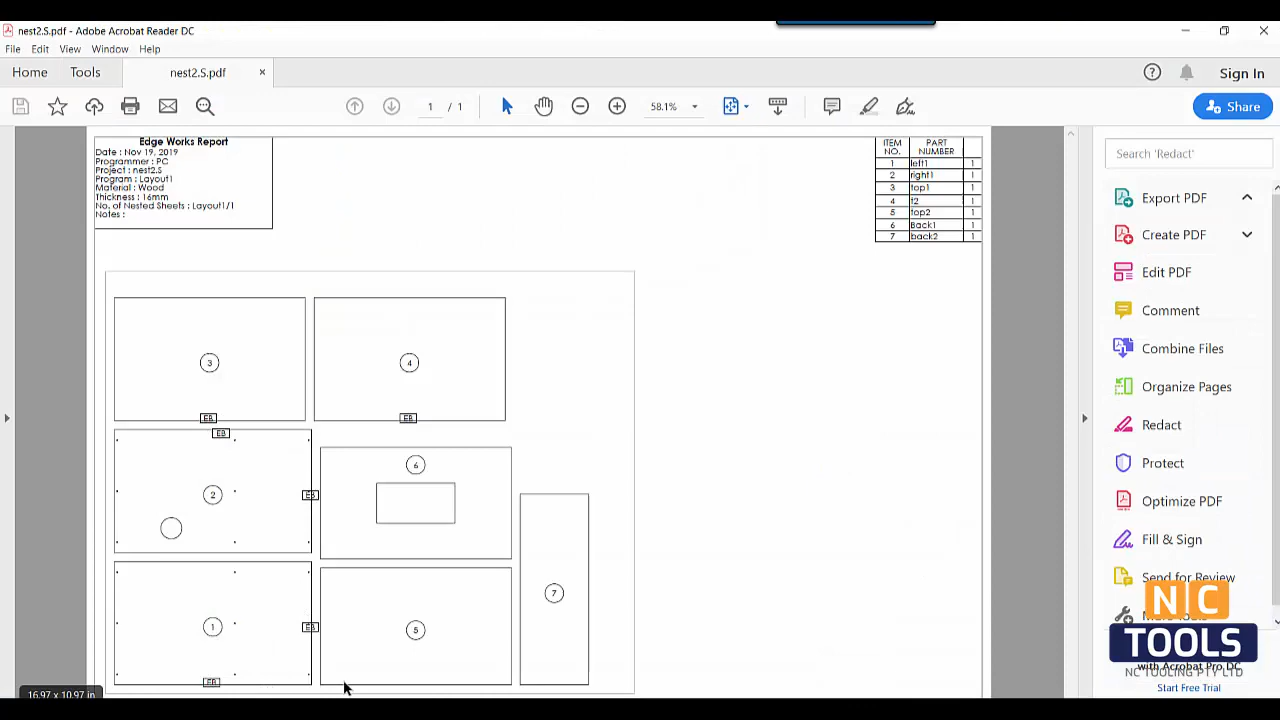 nest2.S.pdf - Adobe Acrobat Reader DC
File Edit View Window Help
Home Tools nest2.S.pdf × Sign In
1 / 1 58.1% Share
Edge Works Report
Date : Nov 19, 2019
Programmer : PC
Project : nest2.S
Program : Layout1
Material : Wood
Thickness : 16mm
No. of Nested Sheets : Layout1/1
Notes :
ITEM NO. PART NUMBER
1 left1 1
2 right1 1
3 top1 1
4 f2 1
5 top2 1
6 Back1 1
7 back2 1
3 4
EB EB
EB
6
2 EB
7
1 EB 5
EB
16.97 x 10.97 in
Search 'Redact'
Export PDF
Create PDF
Edit PDF
Comment
Combine Files
Organize Pages
Redact
Protect
Optimize PDF
Fill & Sign
Send for Review
NC
TOOLS
with Acrobat Pro DC
NC TOOLING PTY LTD
Start Free Trial